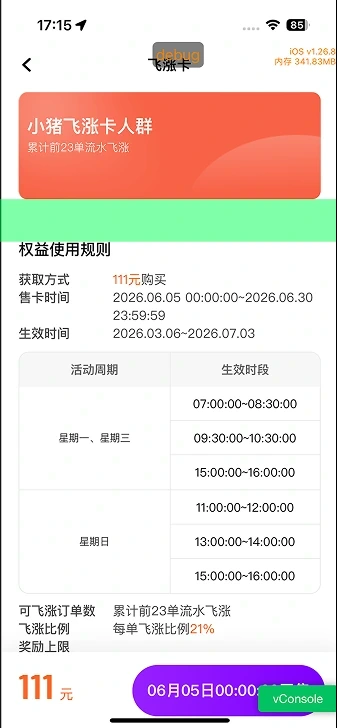 17:15
85
debug
iOS v1.26.8
内存 341.83MB
飞涨卡
小猪飞涨卡人群
累计前23单流水飞涨
权益使用规则
获取方式 111元购买
售卡时间 2026.06.05 00:00:00~2026.06.30
23:59:59
生效时间 2026.03.06~2026.07.03
活动周期 生效时段
07:00:00~08:30:00
星期一、星期三 09:30:00~10:30:00
15:00:00~16:00:00
11:00:00~12:00:00
星期日 13:00:00~14:00:00
15:00:00~16:00:00
可飞涨订单数 累计前23单流水飞涨
飞涨比例 每单飞涨比例21%
奖励上限
111 元
06月05日00:00
vConsole